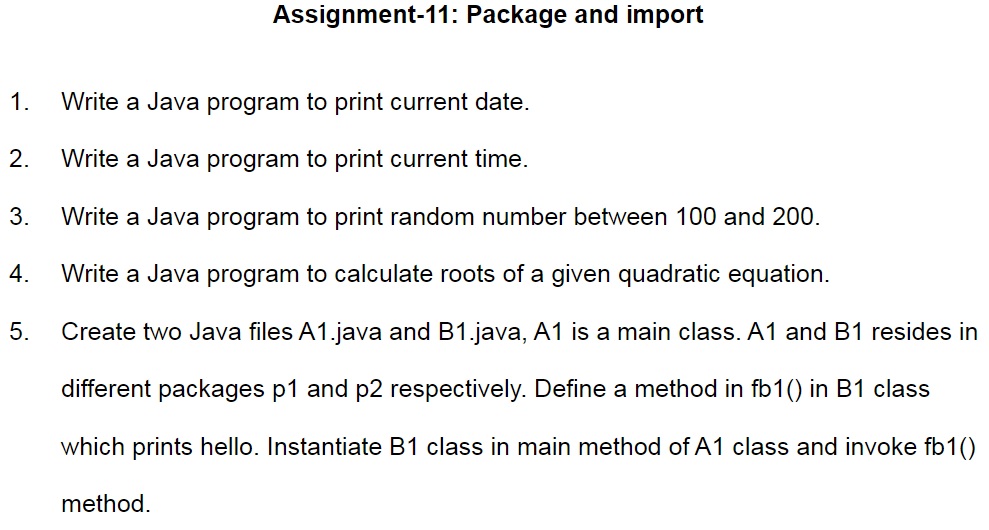 Assignment-11: Package and import
1. Write a Java program to print current date.
2. Write a Java program to print current time.
3. Write a Java program to print random number between 100 and 200.
4. Write a Java program to calculate roots of a given quadratic equation.
5. Create two Java files A1.java and B1.java, A1 is a main class. A1 and B1 resides in
different packages p1 and p2 respectively. Define a method in fb1() in B1 class
which prints hello. Instantiate B1 class in main method of A1 class and invoke fb1()
method.